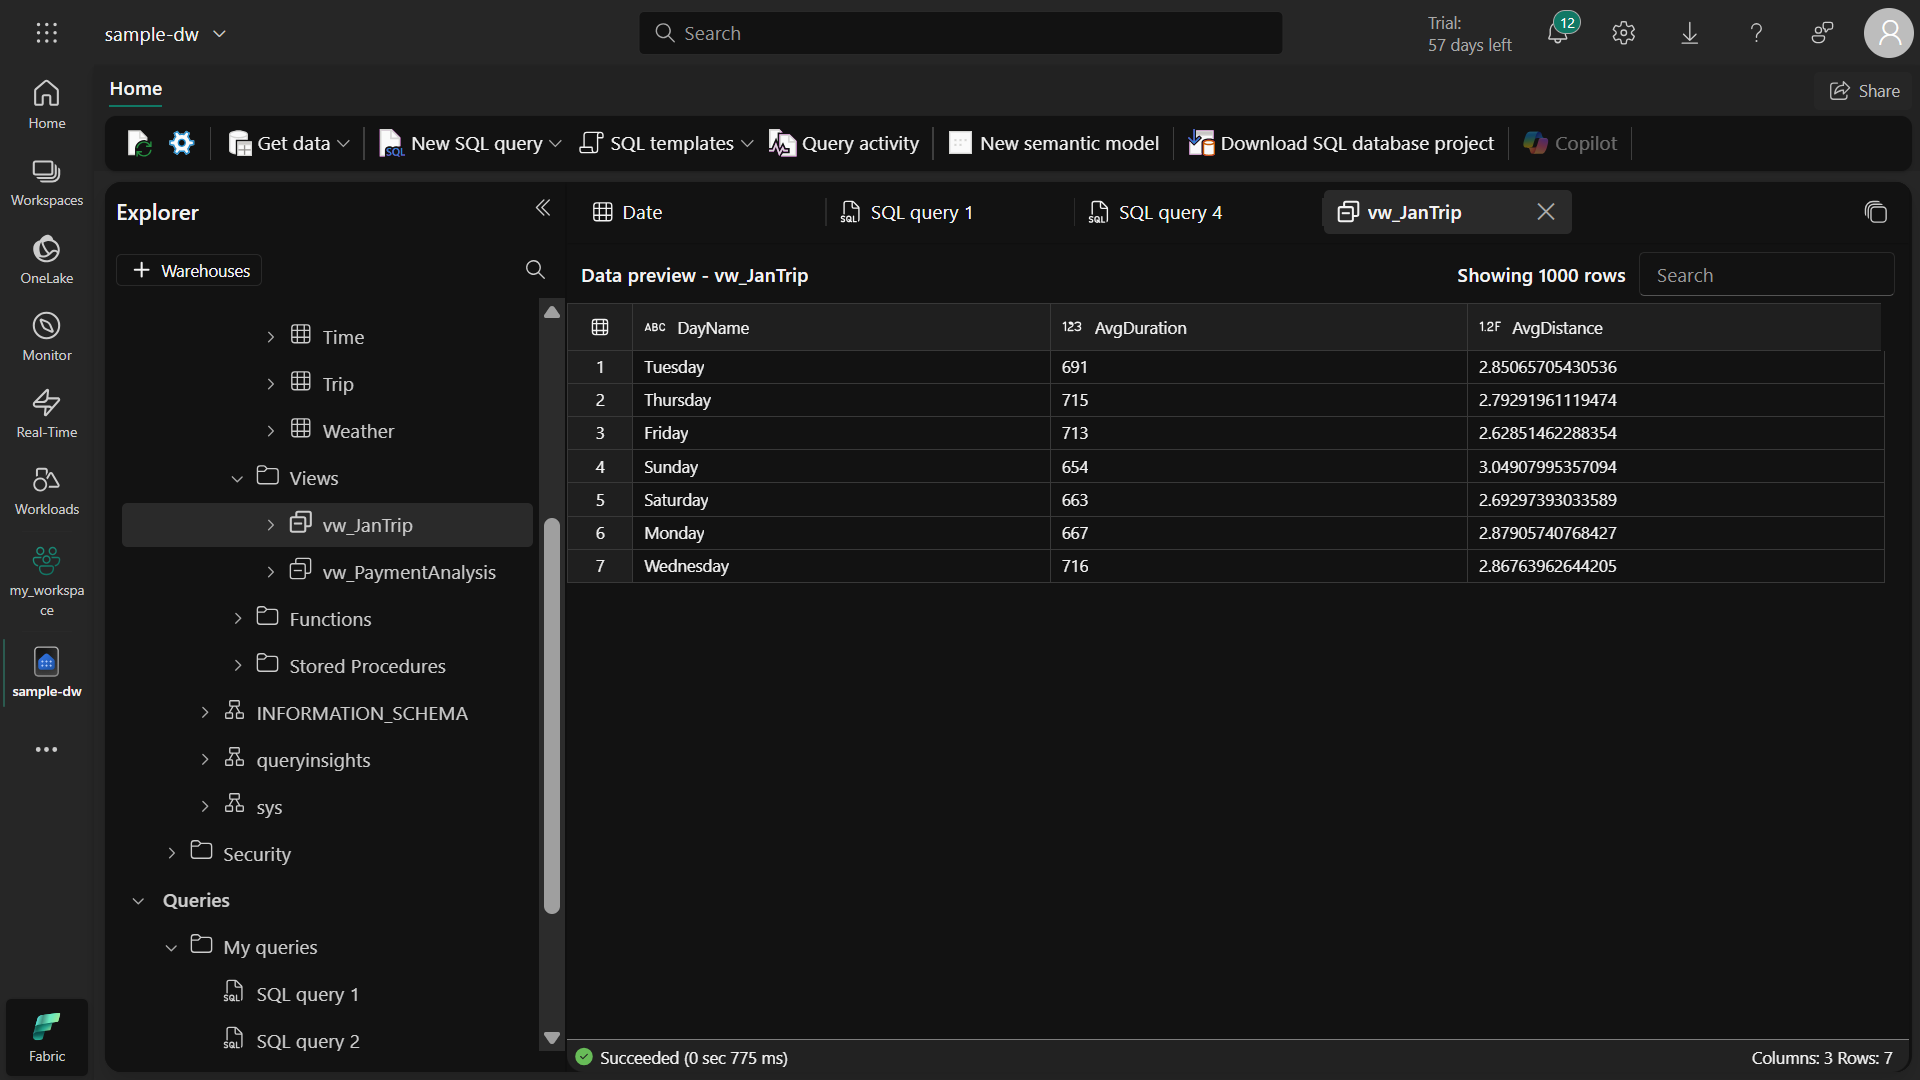 sample-dw
Search
Trial:
57 days left
12
Home
Share
Get data
New SQL query
SQL templates
Query activity
New semantic model
Download SQL database project
Copilot
Home
Workspaces
OneLake
Monitor
Real-Time
Workloads
my_workspa
ce
sample-dw
Fabric
Explorer
Warehouses
Time
Trip
Weather
Views
vw_JanTrip
vw_PaymentAnalysis
Functions
Stored Procedures
INFORMATION_SCHEMA
queryinsights
sys
Security
Queries
My queries
SQL query 1
SQL query 2
Date
SQL query 1
SQL query 4
vw_JanTrip
Data preview - vw_JanTrip
Showing 1000 rows
Search
ABC DayName 123 AvgDuration 1.2F AvgDistance
1 Tuesday 691 2.85065705430536
2 Thursday 715 2.79291961119474
3 Friday 713 2.62851462288354
4 Sunday 654 3.04907995357094
5 Saturday 663 2.69297393033589
6 Monday 667 2.87905740768427
7 Wednesday 716 2.86763962644205
Succeeded (0 sec 775 ms)
Columns: 3 Rows: 7